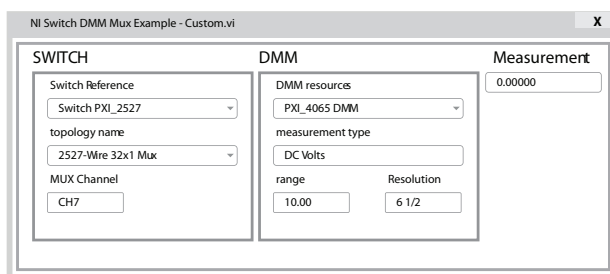 NI Switch DMM Mux Example - Custom.vi
X
SWITCH
Switch Reference
Switch PXI_2527
topology name
2527-Wire 32x1 Mux
MUX Channel
CH7
DMM
DMM resources
PXI_4065 DMM
measurement type
DC Volts
range
Resolution
10.00
6 1/2
Measurement
0.00000